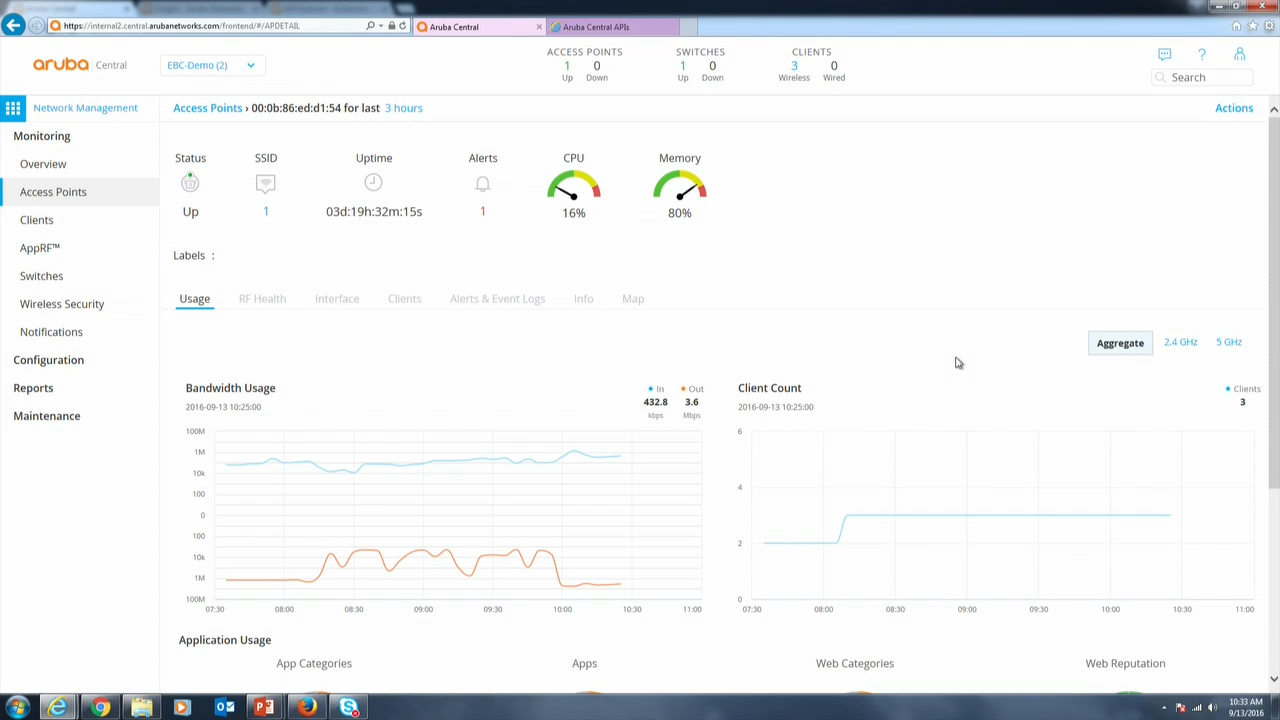 https://internal2.central.arubanetworks.com/frontend/#/APDETAIL
Aruba Central
Aruba Central APIs
aruba Central
EBC-Demo (2)
ACCESS POINTS
1 0
Up Down
SWITCHES
1 0
Up Down
CLIENTS
3 0
Wireless Wired
?
Search
Network Management
Access Points › 00:0b:86:ed:d1:54 for last 3 hours
Actions
Monitoring
Overview
Access Points
Clients
AppRF™
Switches
Wireless Security
Notifications
Configuration
Reports
Maintenance
Status
Up
SSID
1
Uptime
03d:19h:32m:15s
Alerts
1
CPU
16%
Memory
80%
Labels :
Usage RF Health Interface Clients Alerts & Event Logs Info Map
Aggregate 2.4 GHz 5 GHz
Bandwidth Usage
2016-09-13 10:25:00
In Out
432.8 3.6
kbps Mbps
100M
1M
10k
100
0
100
10k
1M
100M
07:30 08:00 08:30 09:00 09:30 10:00 10:30 11:00
Client Count
2016-09-13 10:25:00
Clients
3
6
4
2
0
07:30 08:00 08:30 09:00 09:30 10:00 10:30 11:00
Application Usage
App Categories Apps Web Categories Web Reputation
10:33 AM
9/13/2016